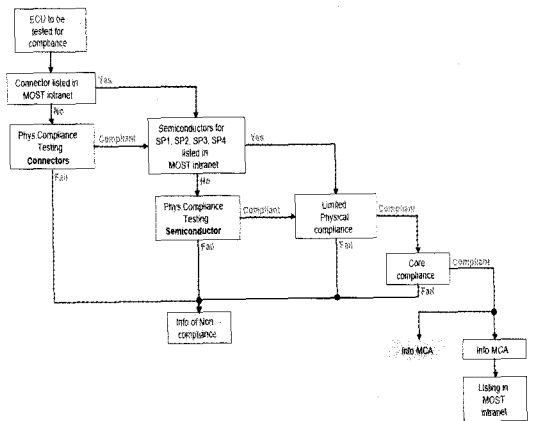 ECU to be
tested for
compliance
Connector listed in
MOST intranet
Yes
No
Phys.Compliance
Testing
Connectors
Compliant
Fail
Semiconductors for
SP1, SP2, SP3, SP4
listed in
MOST intranet
Yes
No
Phys.Compliance
Testing
Semiconductor
Compliant
Fail
Limited
Physical
compliance
Compliant
Fail
Core
compliance
Compliant
Fail
Info of Non
compliance
Info MCA
Info MCA
Listing in
MOST
intranet